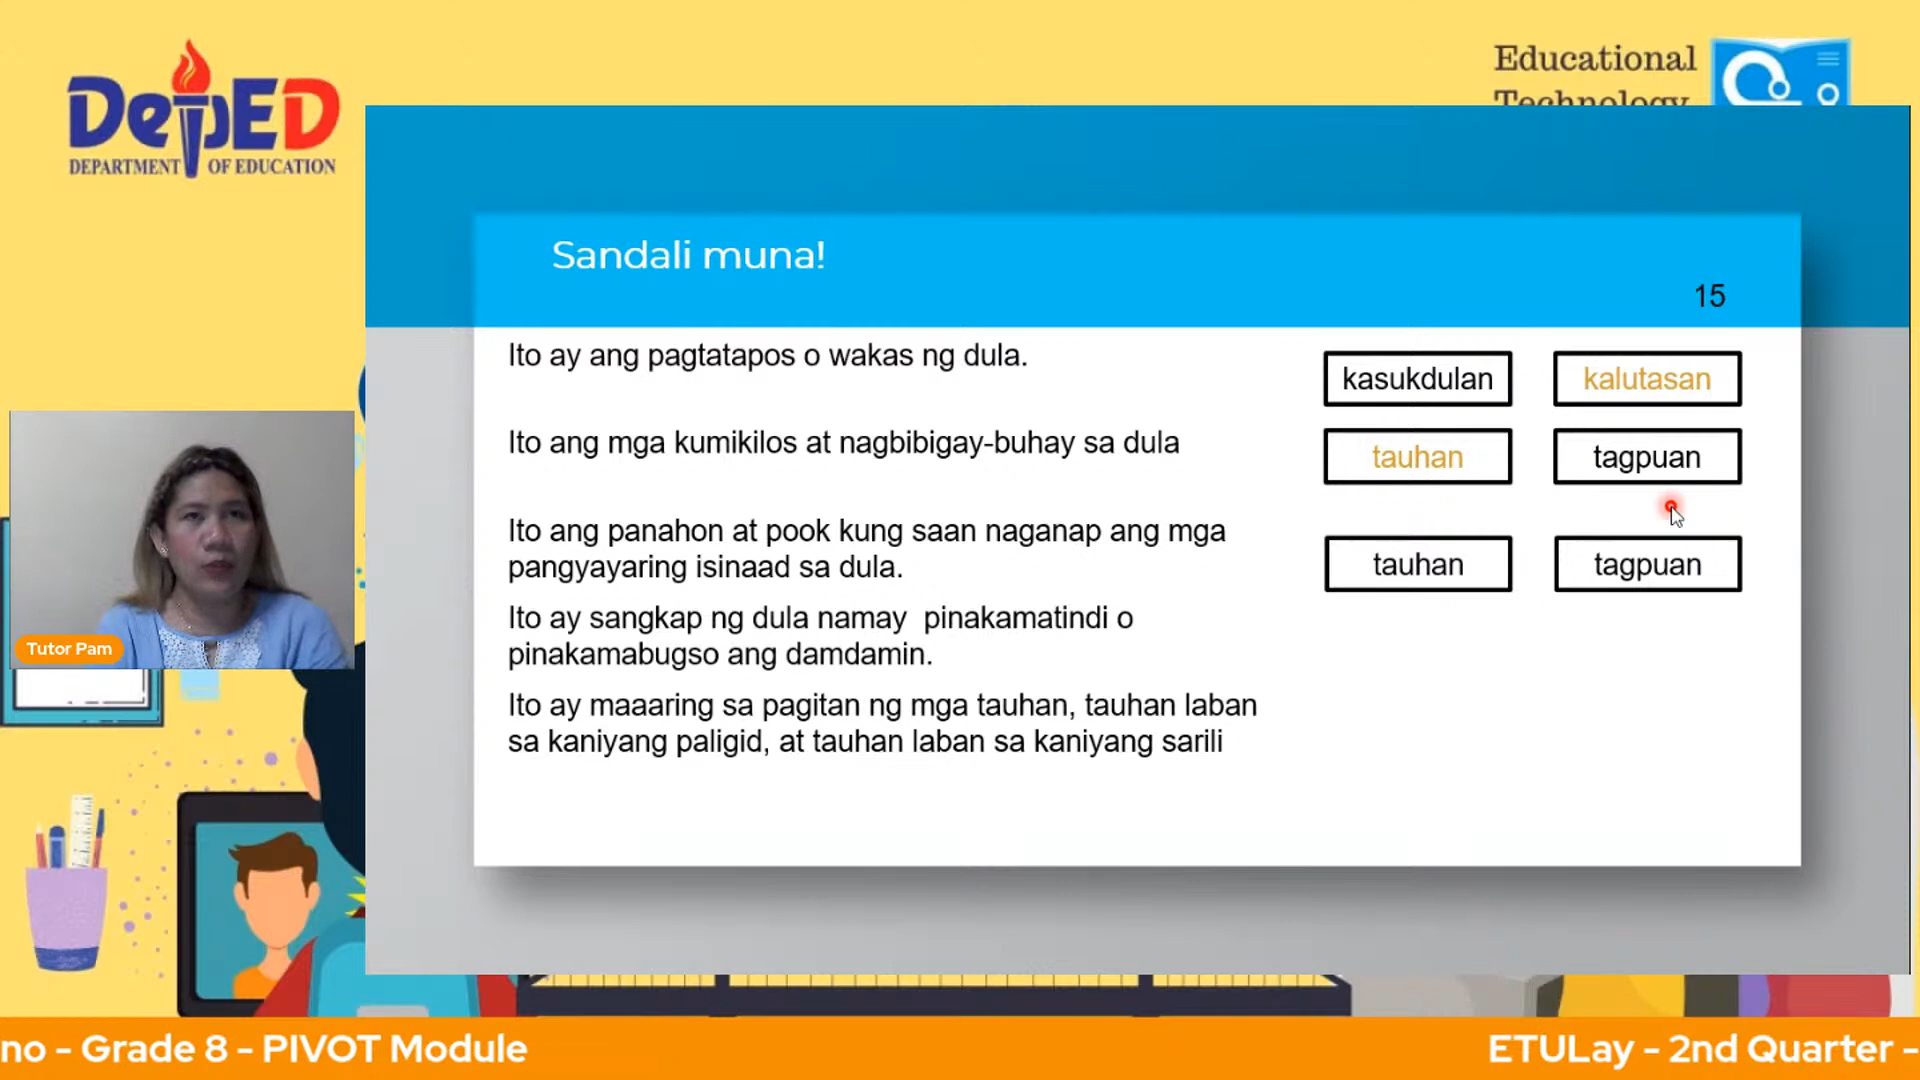 DepED
DEPARTMENT OF EDUCATION
Educational
Technology
Sandali muna!
15
Ito ay ang pagtatapos o wakas ng dula.
kasukdulan
kalutasan
Ito ang mga kumikilos at nagbibigay-buhay sa dula
tauhan
tagpuan
Ito ang panahon at pook kung saan naganap ang mga
pangyayaring isinaad sa dula.
tauhan
tagpuan
Ito ay sangkap ng dula namay pinakamatindi o
pinakamabugso ang damdamin.
Ito ay maaaring sa pagitan ng mga tauhan, tauhan laban
sa kaniyang paligid, at tauhan laban sa kaniyang sarili
Tutor Pam
no - Grade 8 - PIVOT Module
ETULay - 2nd Quarter -